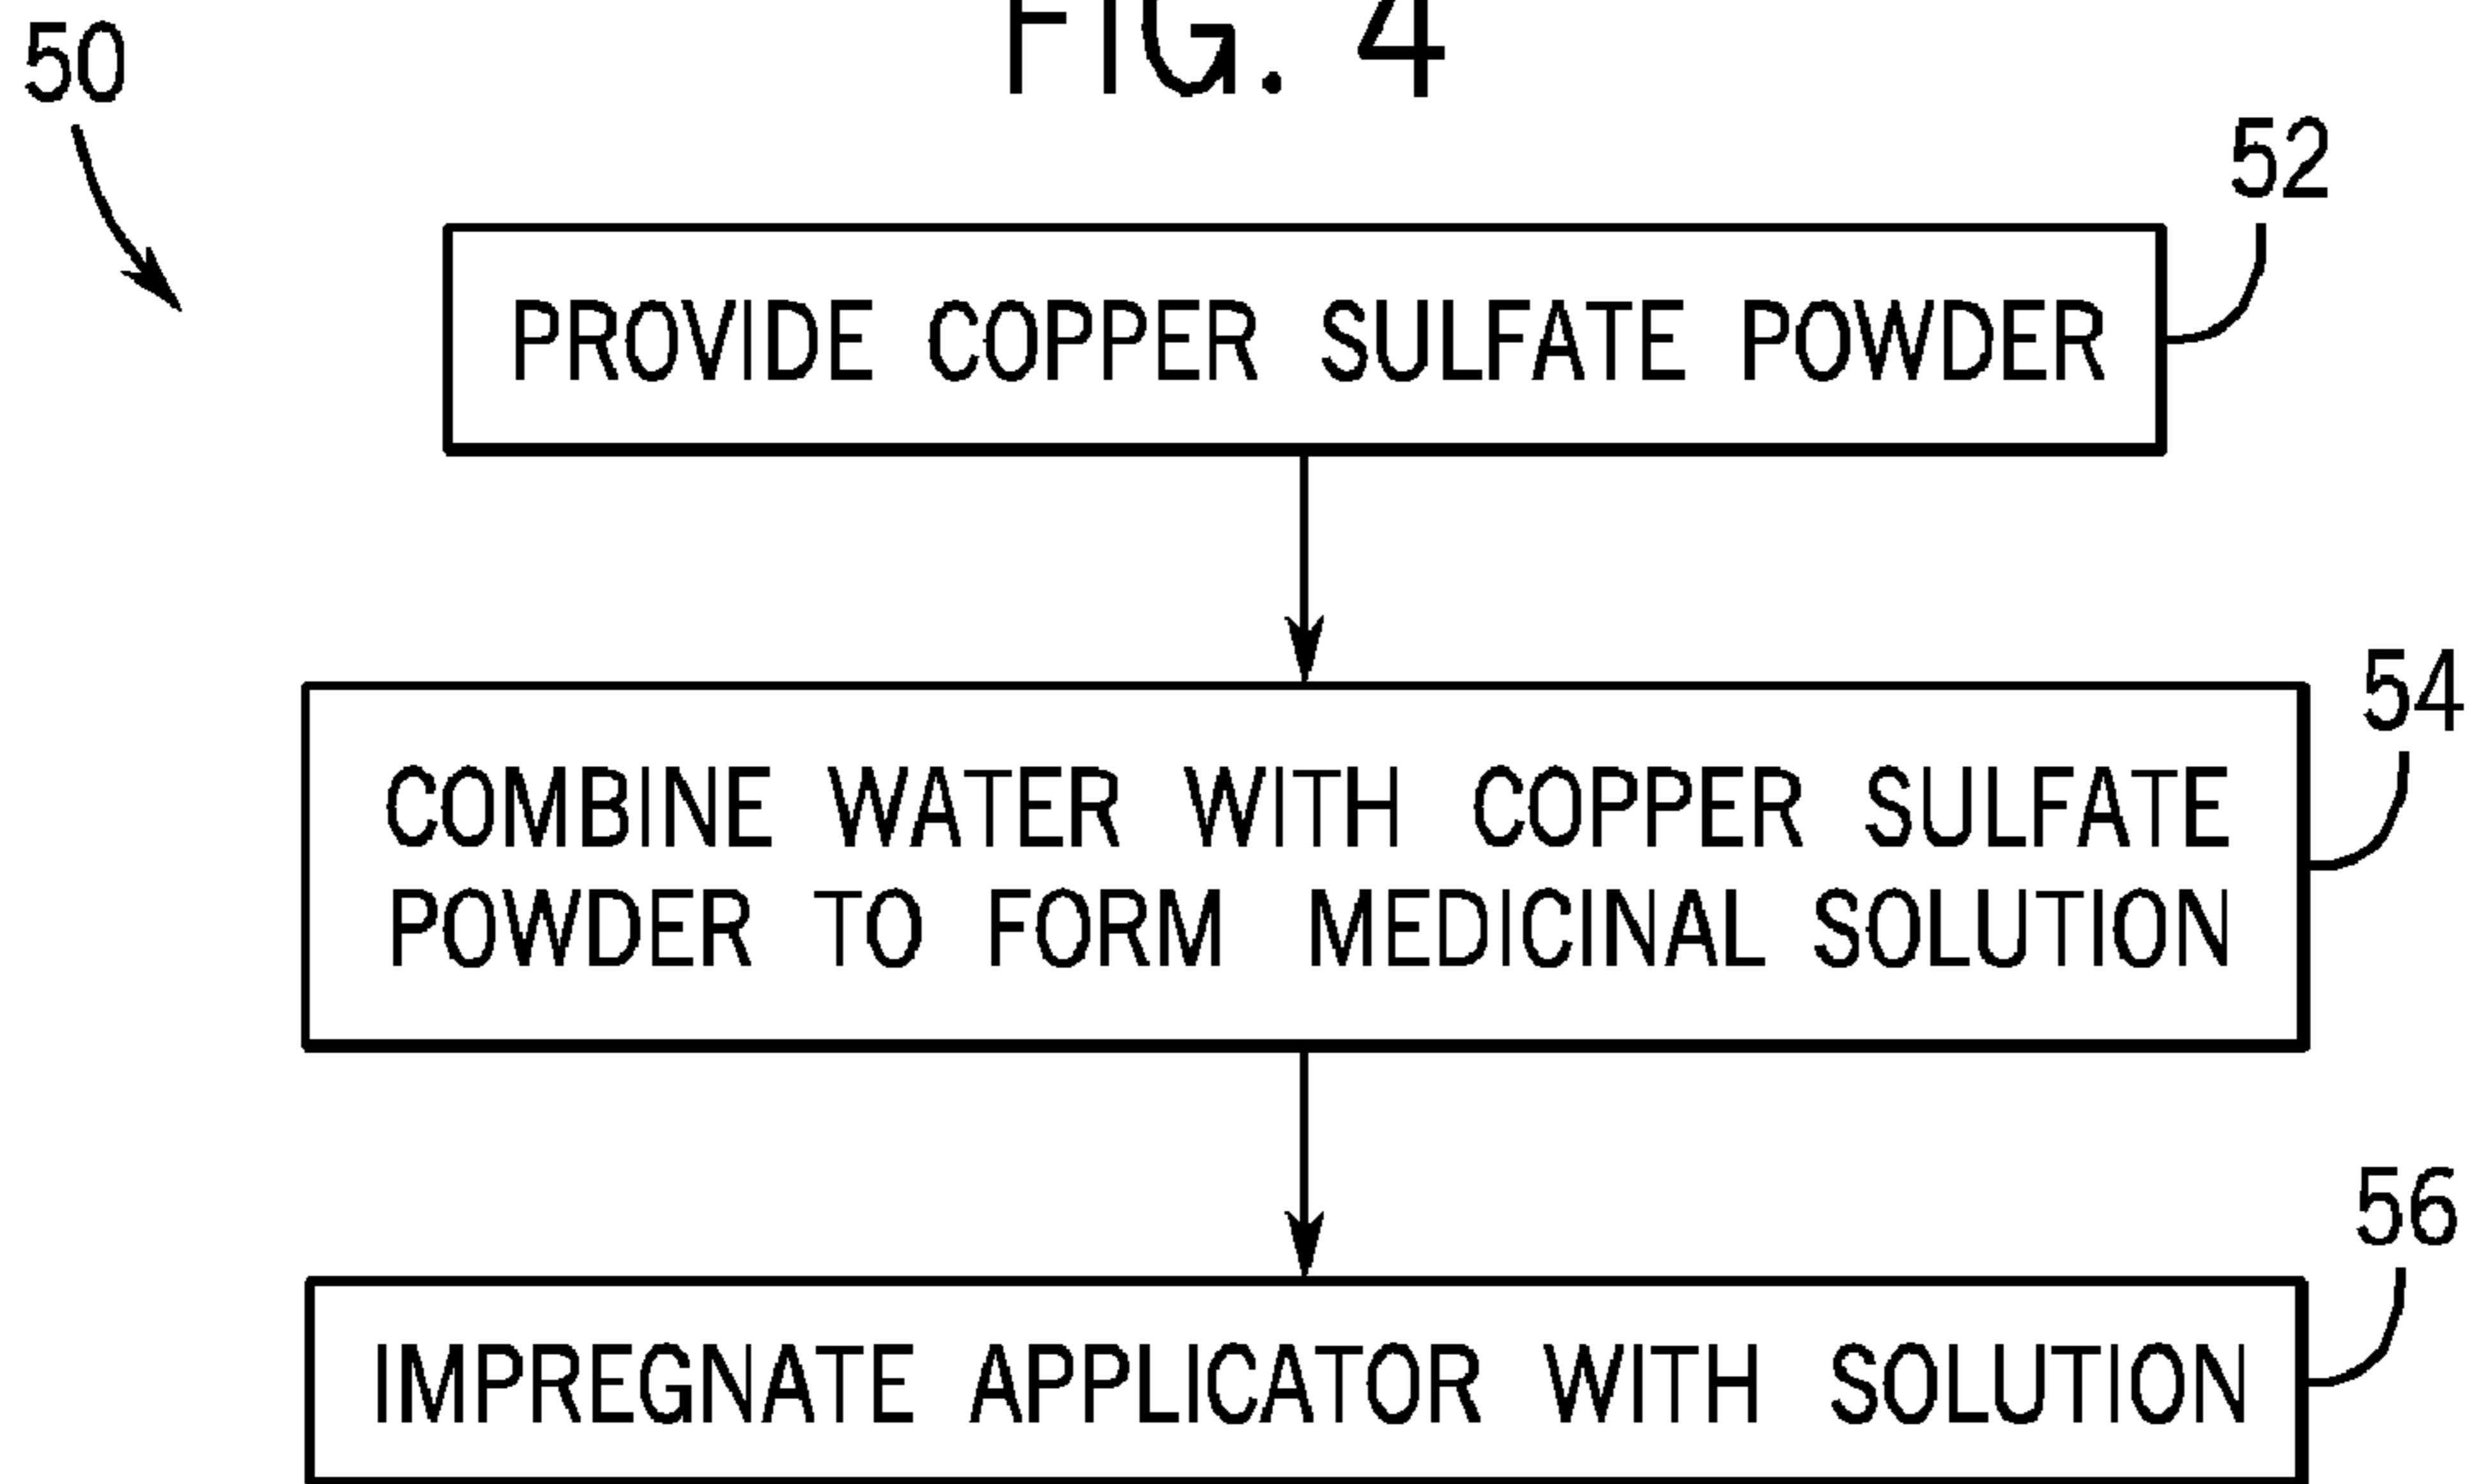 FIG. 4
50
52
PROVIDE COPPER SULFATE POWDER
54
COMBINE WATER WITH COPPER SULFATE
POWDER TO FORM MEDICINAL SOLUTION
56
IMPREGNATE APPLICATOR WITH SOLUTION